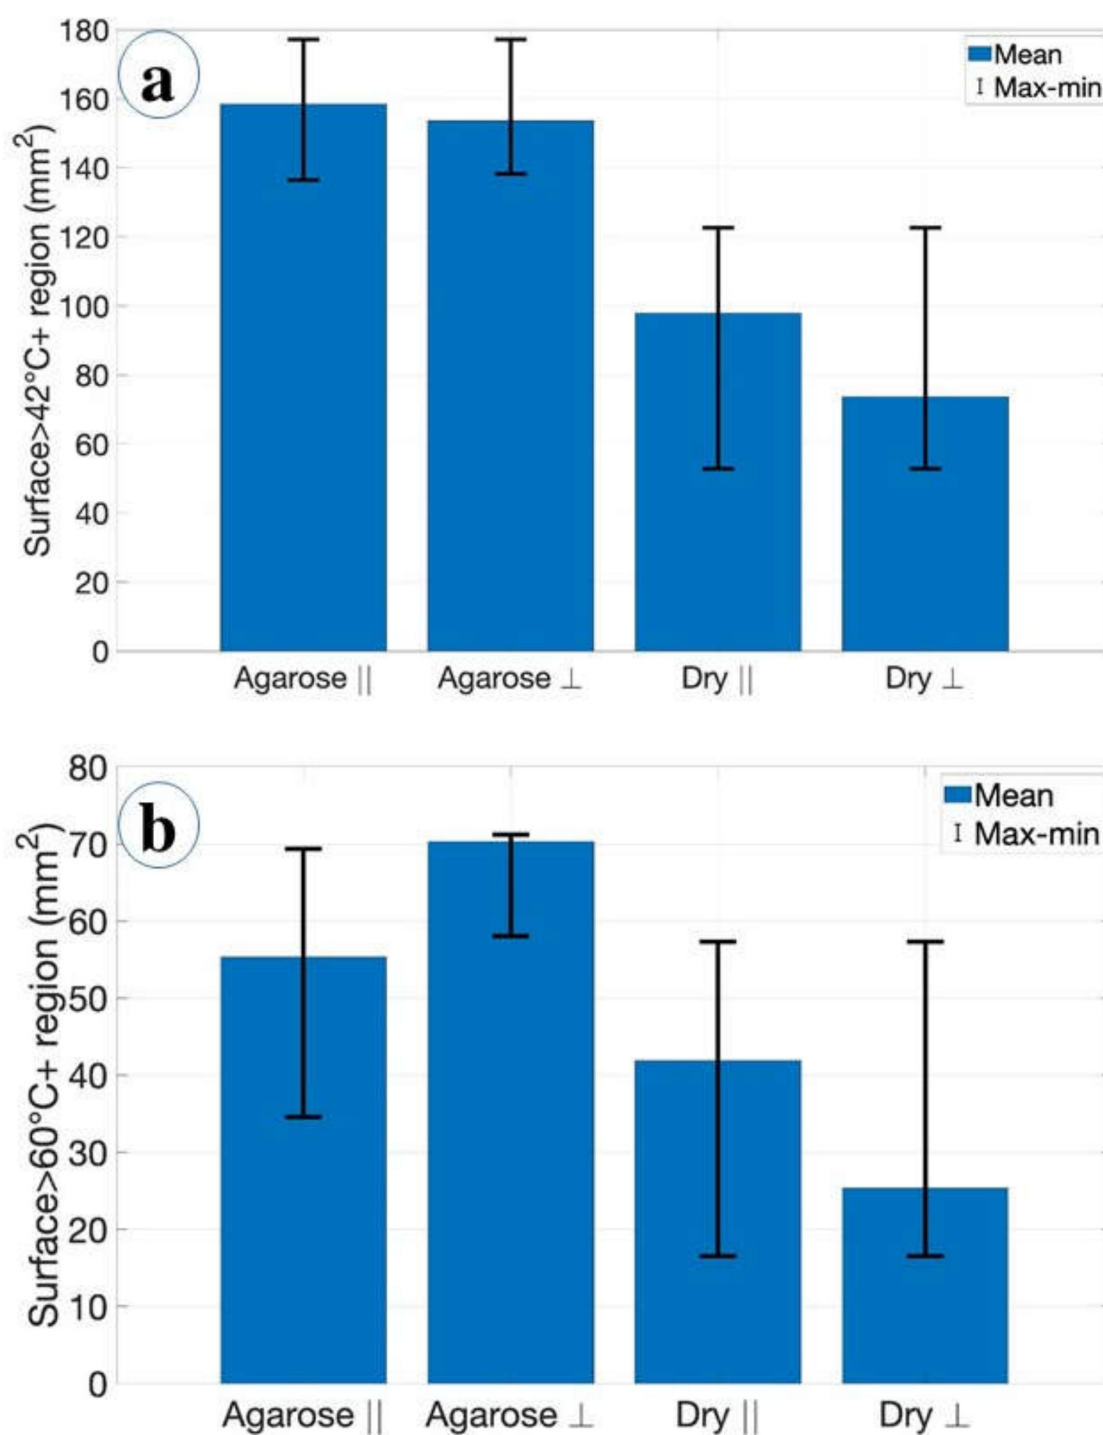 a
Mean
Max-min
Surface>42°C+ region (mm²)
180
160
140
120
100
80
60
40
20
0
Agarose || Agarose ⊥ Dry || Dry ⊥
b
Mean
Max-min
Surface>60°C+ region (mm²)
80
70
60
50
40
30
20
10
0
Agarose || Agarose ⊥ Dry || Dry ⊥